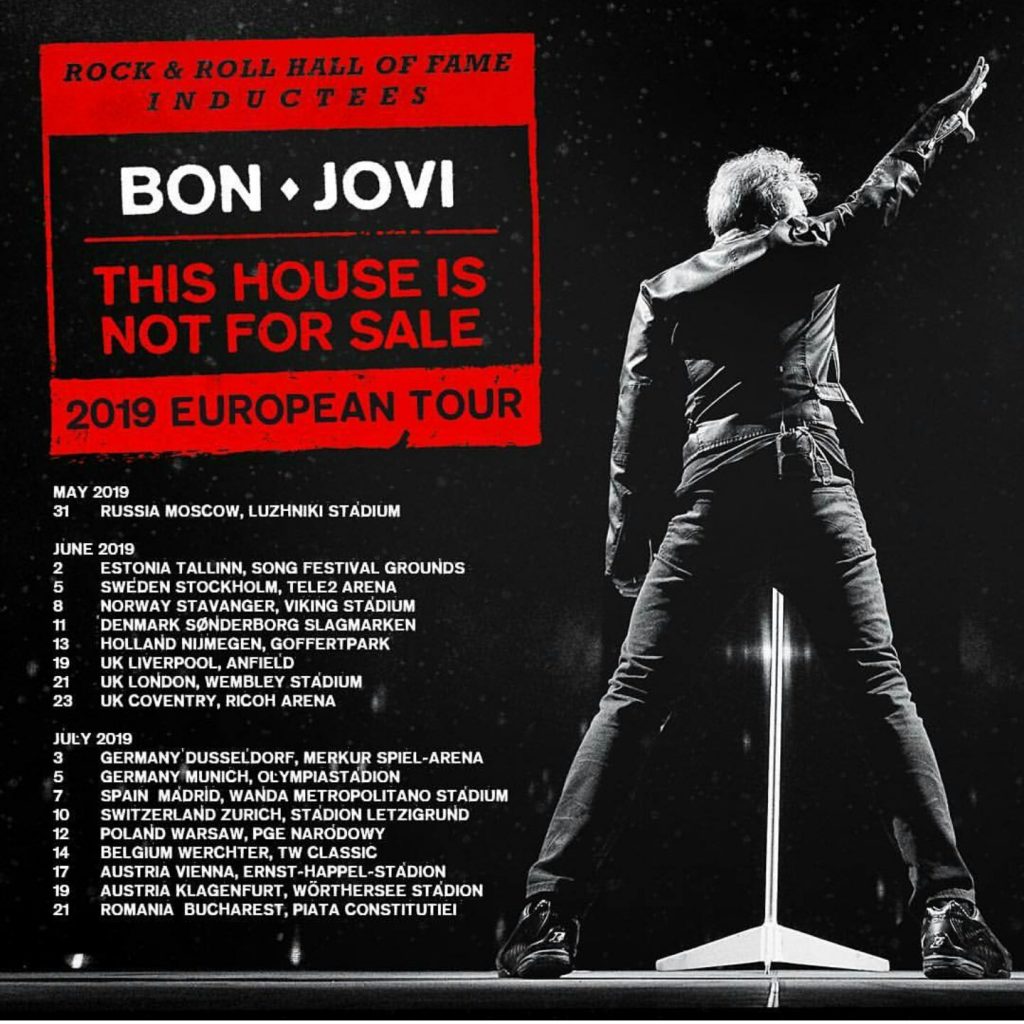 ROCK & ROLL HALL OF FAME
INDUCTEES
BON ♦ JOVI
THIS HOUSE IS
NOT FOR SALE
2019 EUROPEAN TOUR
MAY 2019
31 RUSSIA MOSCOW, LUZHNIKI STADIUM
JUNE 2019
2 ESTONIA TALLINN, SONG FESTIVAL GROUNDS
5 SWEDEN STOCKHOLM, TELE2 ARENA
8 NORWAY STAVANGER, VIKING STADIUM
11 DENMARK SØNDERBORG SLAGMARKEN
13 HOLLAND NIJMEGEN, GOFFERTPARK
19 UK LIVERPOOL, ANFIELD
21 UK LONDON, WEMBLEY STADIUM
23 UK COVENTRY, RICOH ARENA
JULY 2019
3 GERMANY DUSSELDORF, MERKUR SPIEL-ARENA
5 GERMANY MUNICH, OLYMPIASTADION
7 SPAIN MADRID, WANDA METROPOLITANO STADIUM
10 SWITZERLAND ZURICH, STADION LETZIGRUND
12 POLAND WARSAW, PGE NARODOWY
14 BELGIUM WERCHTER, TW CLASSIC
17 AUSTRIA VIENNA, ERNST-HAPPEL-STADION
19 AUSTRIA KLAGENFURT, WÖRTHERSEE STADION
21 ROMANIA BUCHAREST, PIATA CONSTITUTIEI